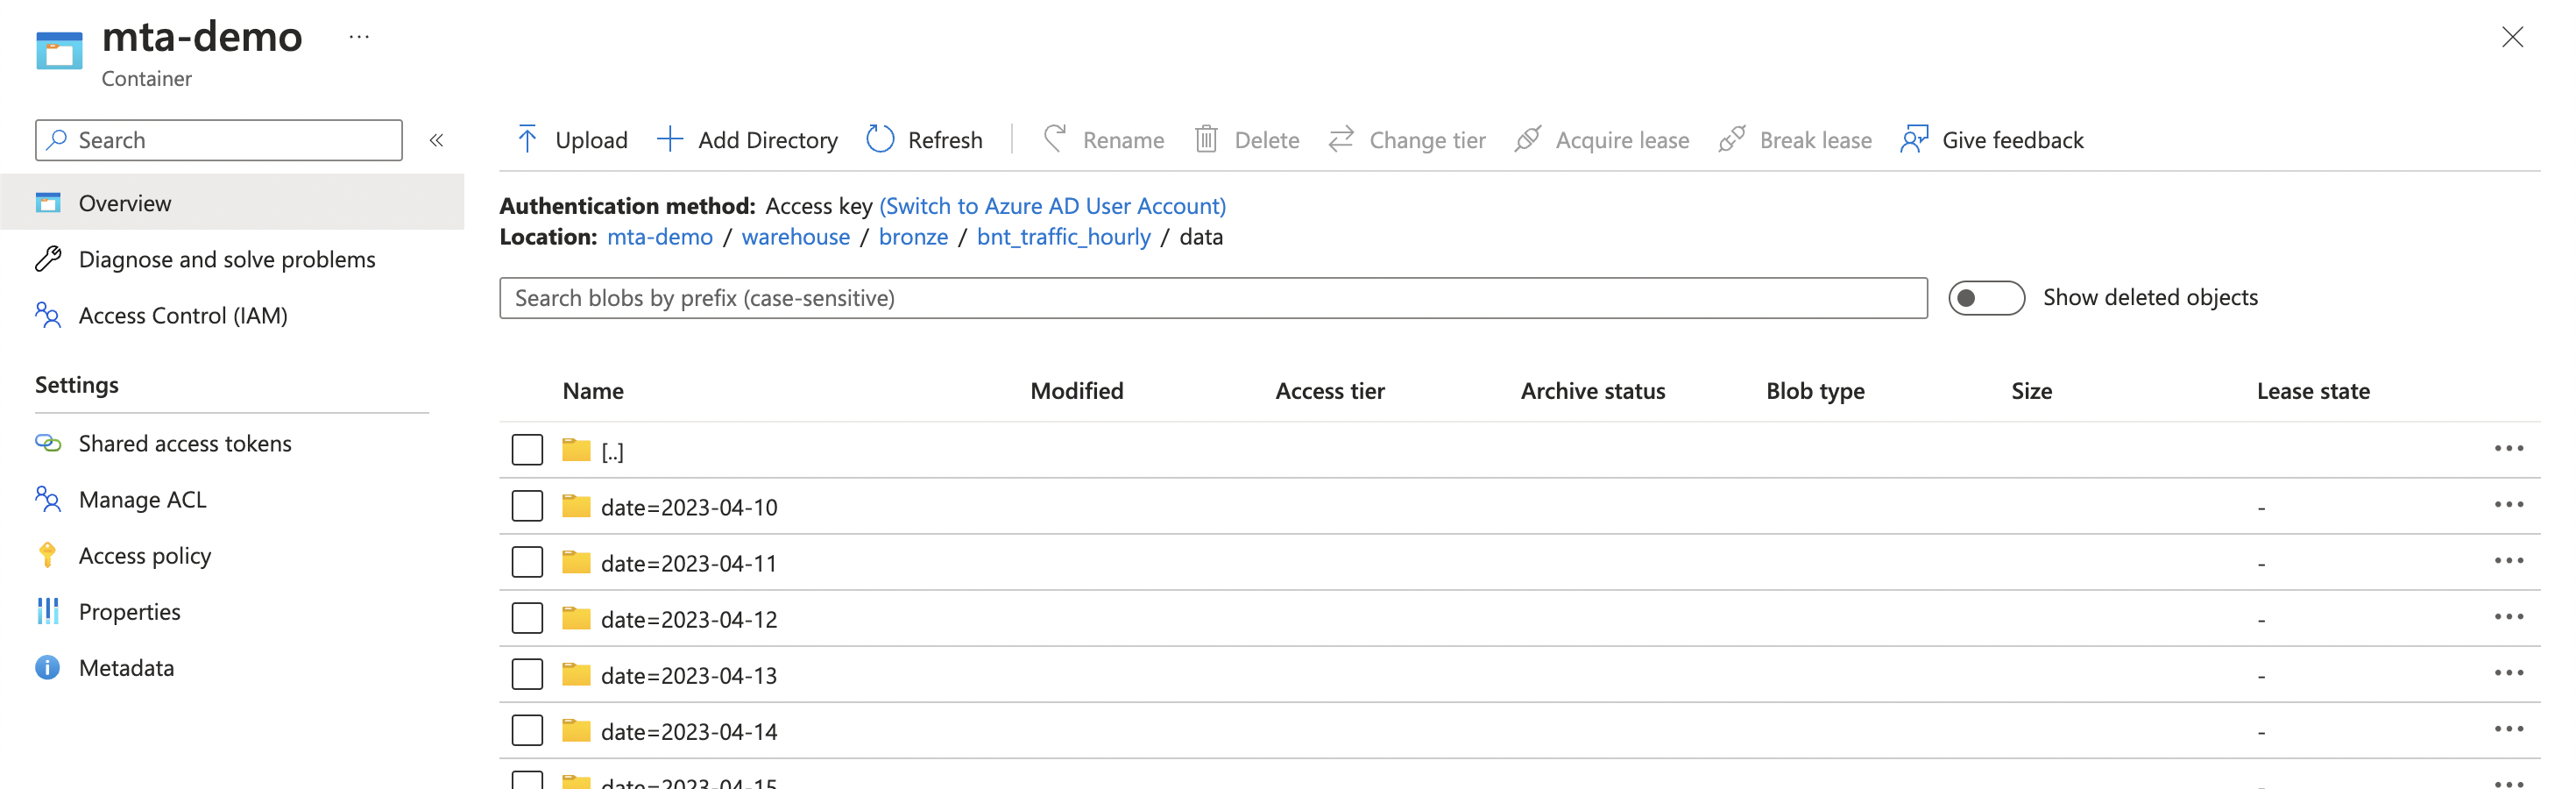 mta-demo ...
Container
Search «
Overview
Diagnose and solve problems
Access Control (IAM)
Settings
Shared access tokens
Manage ACL
Access policy
Properties
Metadata
Upload Add Directory Refresh Rename Delete Change tier Acquire lease Break lease Give feedback
Authentication method: Access key (Switch to Azure AD User Account)
Location: mta-demo / warehouse / bronze / bnt_traffic_hourly / data
Search blobs by prefix (case-sensitive) Show deleted objects
Name Modified Access tier Archive status Blob type Size Lease state
[..]
date=2023-04-10 -
date=2023-04-11 -
date=2023-04-12 -
date=2023-04-13 -
date=2023-04-14 -
date=2023-04-15 -